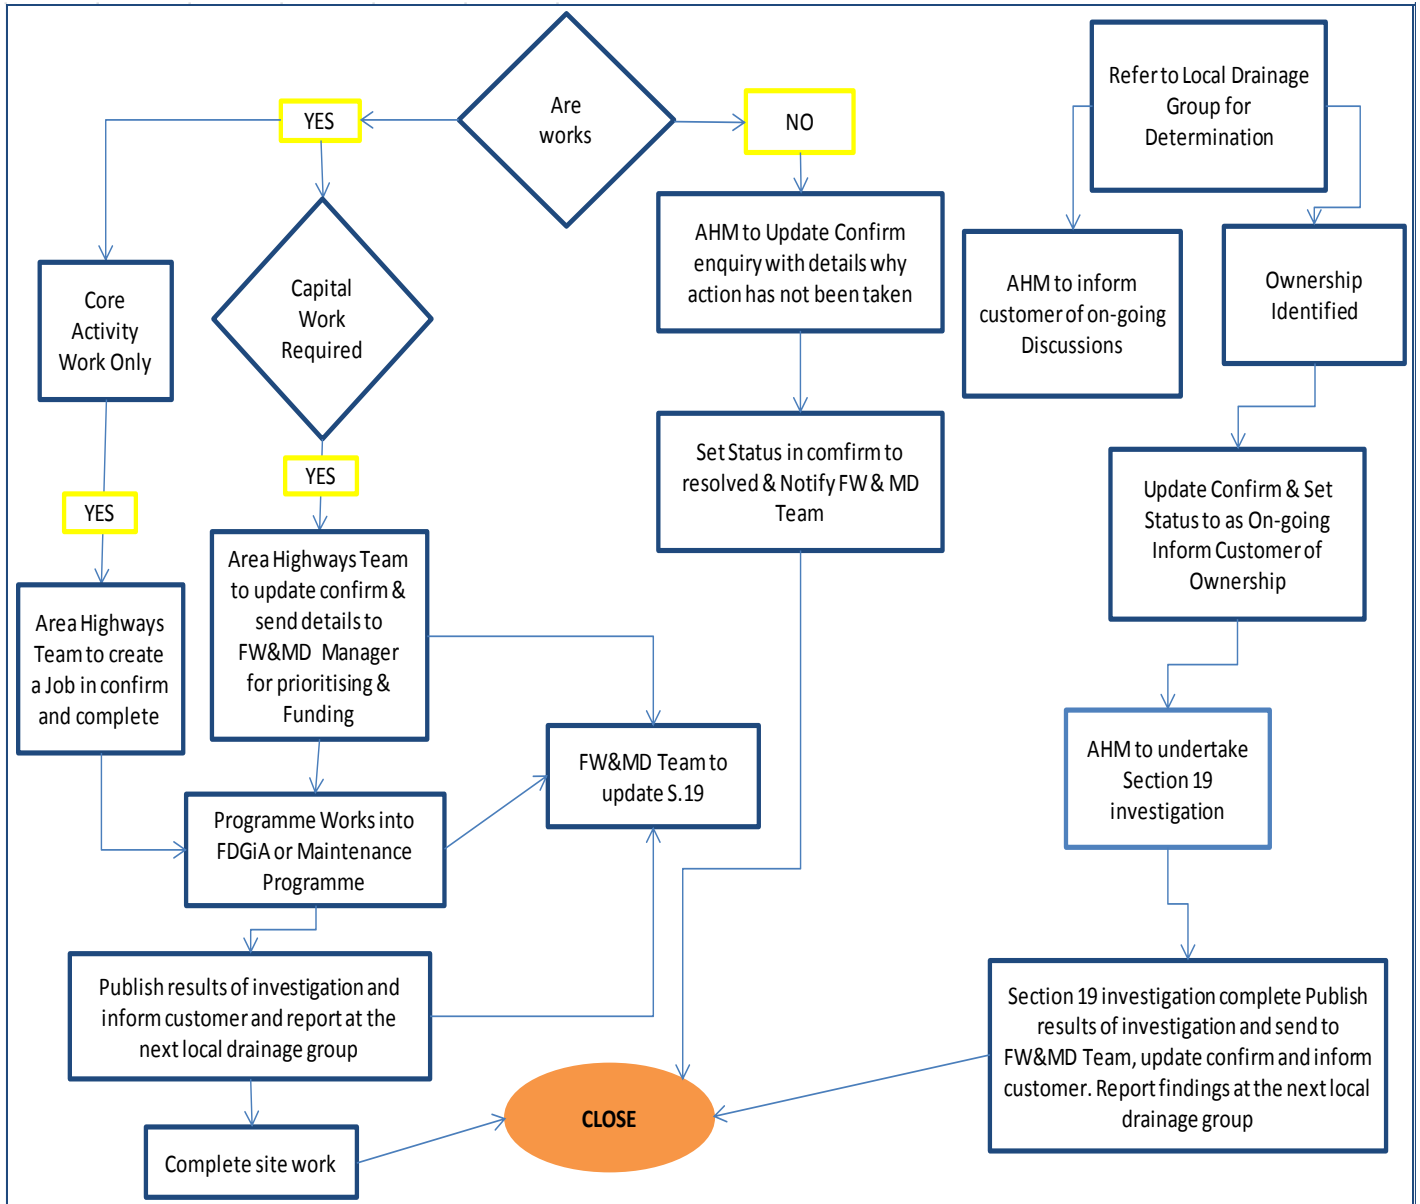 Are
works
YES
NO
Refer to Local Drainage
Group for
Determination
Core
Activity
Work Only
Capital
Work
Required
AHM to Update Confirm
enquiry with details why
action has not been taken
AHM to inform
customer of on-going
Discussions
Ownership
Identified
YES
YES
Set Status in comfirm to
resolved & Notify FW & MD
Team
Update Confirm & Set
Status to as On-going
Inform Customer of
Ownership
Area Highways
Team to create
a Job in confirm
and complete
Area Highways Team
to update confirm &
send details to
FW&MD Manager
for prioritising &
Funding
FW&MD Team to
update S.19
AHM to undertake
Section 19
investigation
Programme Works into
FDGiA or Maintenance
Programme
Publish results of investigation and
inform customer and report at the
next local drainage group
Section 19 investigation complete Publish
results of investigation and send to
FW&MD Team, update confirm and inform
customer. Report findings at the next local
drainage group
CLOSE
Complete site work